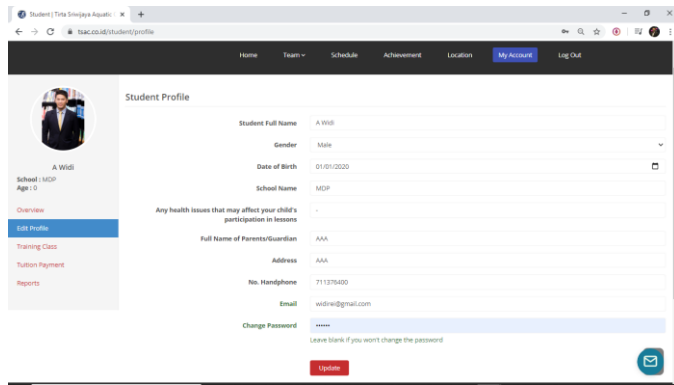 Student | Tirta Sriwijaya Aquatic
tsac.co.id/student/profile
Home Team Schedule Achievement Location My Account Log Out
Student Profile
A Widi
School : MDP
Age : 0
Overview
Edit Profile
Training Class
Tuition Payment
Reports
Student Full Name A Widi
Gender Male
Date of Birth 01/01/2020
School Name MDP
Any health issues that may affect your child's
participation in lessons -
Full Name of Parents/Guardian AAA
Address AAA
No. Handphone 711376400
Email widirei@gmail.com
Change Password ••••••
Leave blank if you won't change the password
Update